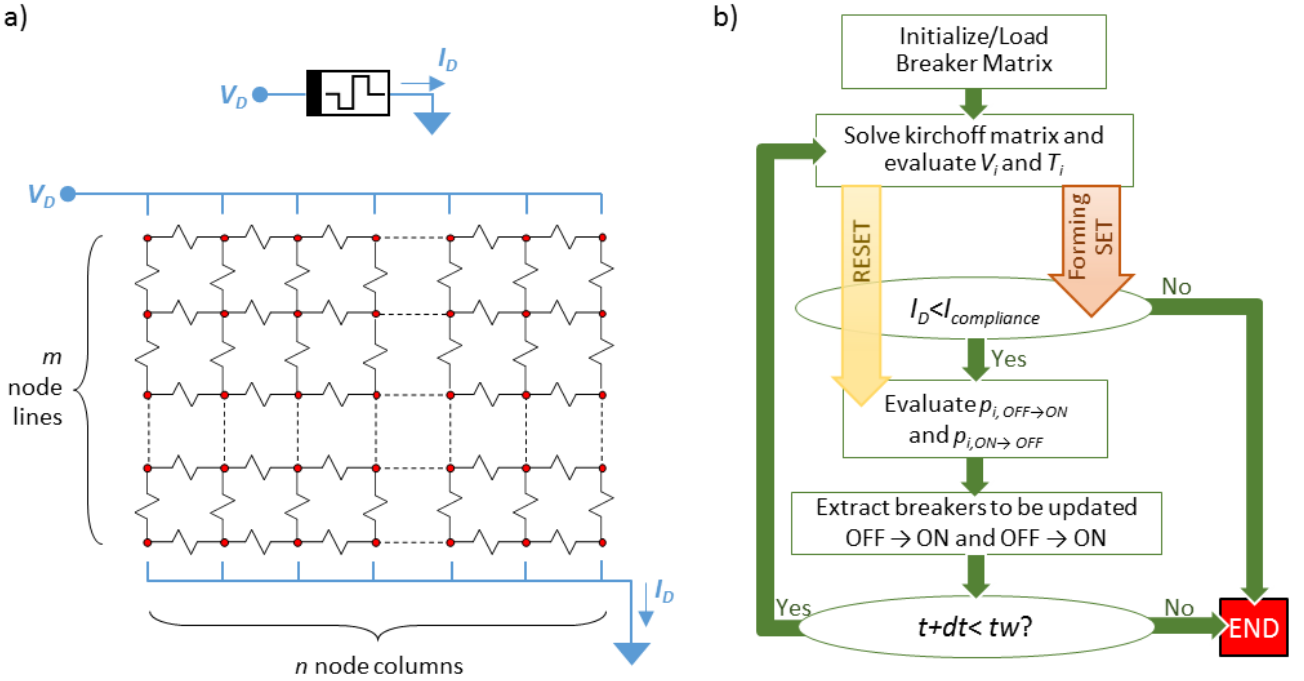 a)
I_D
V_D
V_D
m
node
lines
I_D
n node columns
b)
Initialize/Load
Breaker Matrix
Solve kirchoff matrix and
evaluate V_i and T_i
RESET
Forming
SET
No
I_D<I_compliance
Yes
Evaluate p_i, OFF→ON
and p_i,ON→ OFF
Extract breakers to be updated
OFF → ON and OFF → ON
Yes
t+dt< tw?
No
END